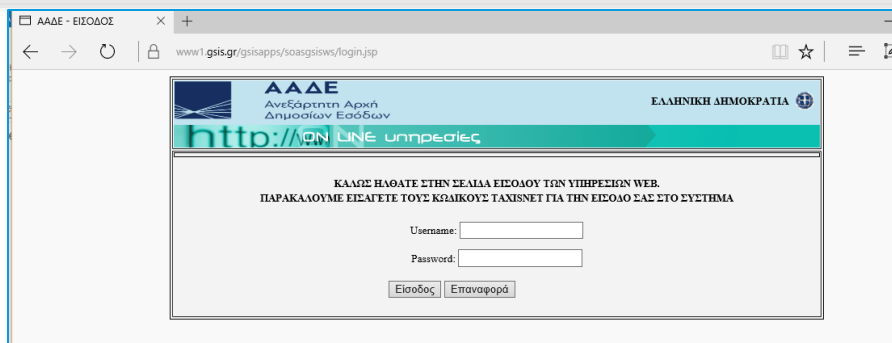 ΑΑΔΕ - ΕΙΣΟΔΟΣ
www1.gsis.gr/gsisapps/soasgsisws/login.jsp
ΑΑΔΕ
Ανεξάρτητη Αρχή
Δημοσίων Εσόδων
ΕΛΛΗΝΙΚΗ ΔΗΜΟΚΡΑΤΙΑ
http://www
ON LINE υπηρεσίες
ΚΑΛΩΣ ΗΛΘΑΤΕ ΣΤΗΝ ΣΕΛΙΔΑ ΕΙΣΟΔΟΥ ΤΩΝ ΥΠΗΡΕΣΙΩΝ WEB.
ΠΑΡΑΚΑΛΟΥΜΕ ΕΙΣΑΓΕΤΕ ΤΟΥΣ ΚΩΔΙΚΟΥΣ TAXISNET ΓΙΑ ΤΗΝ ΕΙΣΟΔΟ ΣΑΣ ΣΤΟ ΣΥΣΤΗΜΑ
Username:
Password:
Είσοδος Επαναφορά